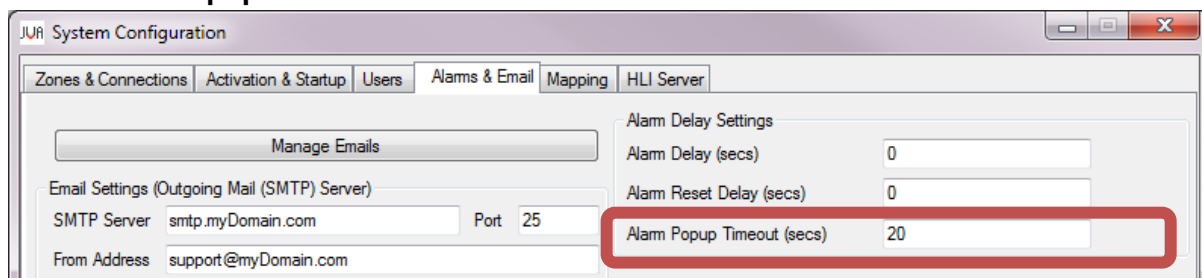 JVA System Configuration
Zones & Connections Activation & Startup Users Alarms & Email Mapping HLI Server
Manage Emails
Email Settings (Outgoing Mail (SMTP) Server)
SMTP Server smtp.myDomain.com Port 25
From Address support@myDomain.com
Alarm Delay Settings
Alarm Delay (secs) 0
Alarm Reset Delay (secs) 0
Alarm Popup Timeout (secs) 20